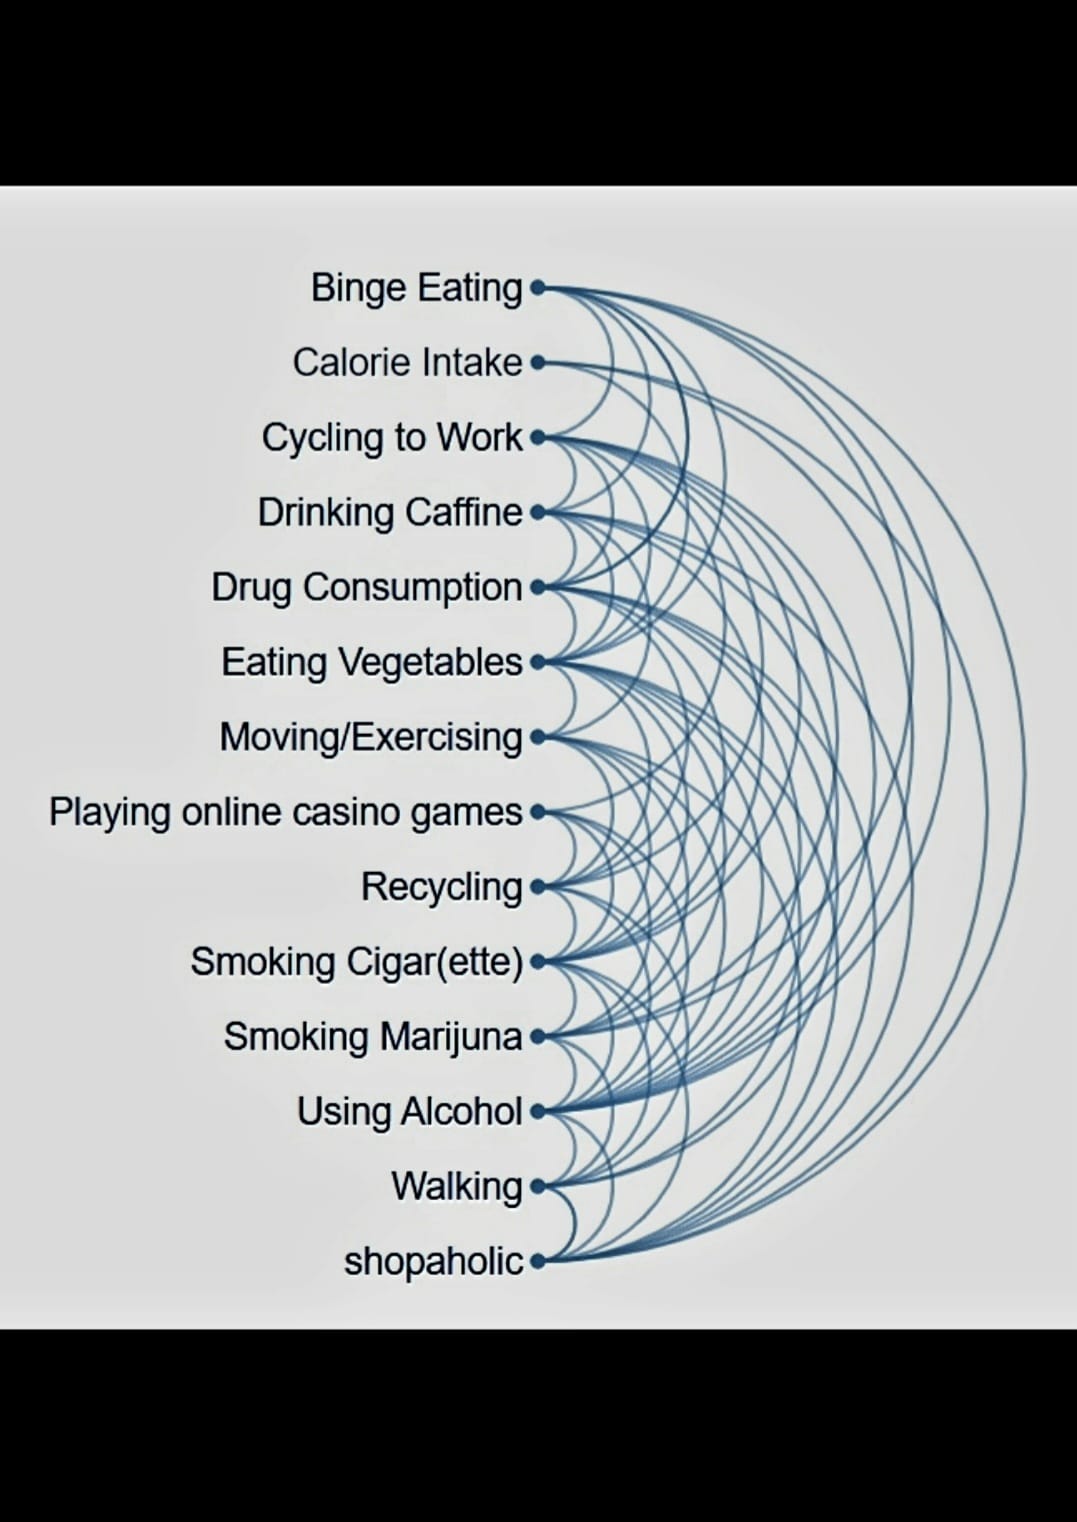 Binge Eating
Calorie Intake
Cycling to Work
Drinking Caffine
Drug Consumption
Eating Vegetables
Moving/Exercising
Playing online casino games
Recycling
Smoking Cigar(ette)
Smoking Marijuna
Using Alcohol
Walking
shopaholic